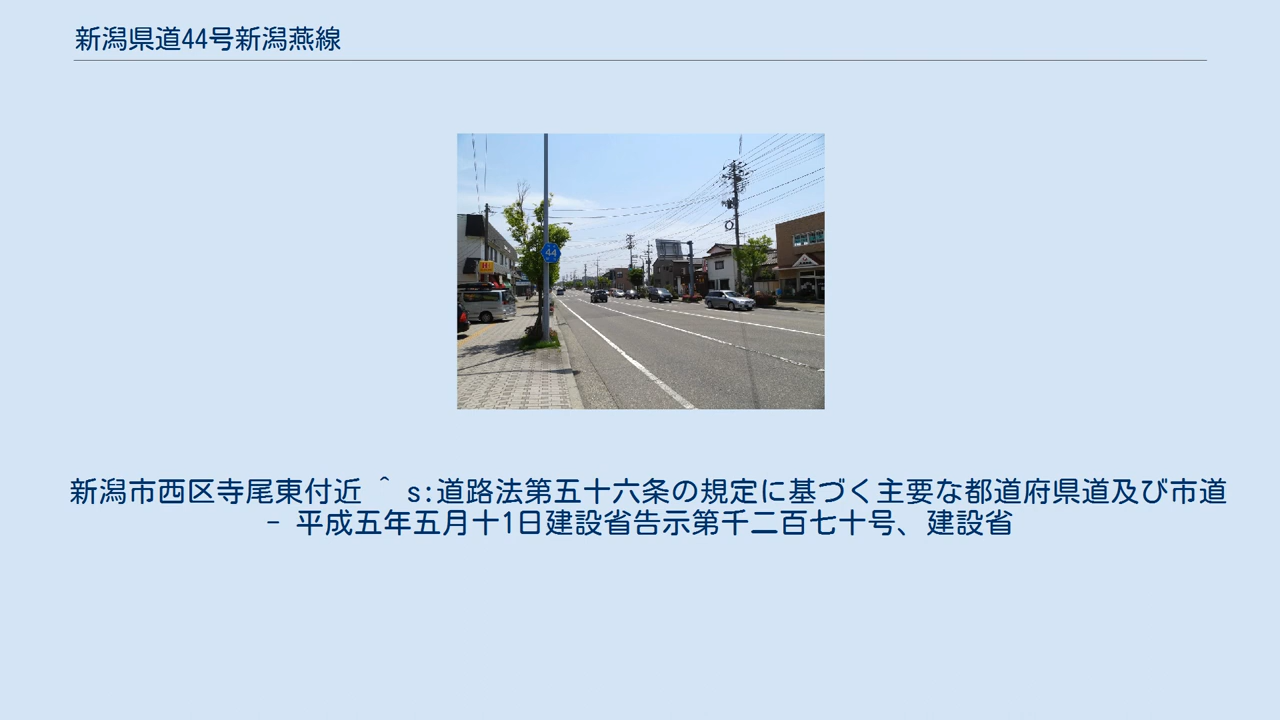 新潟県道44号新潟燕線
44
新潟市西区寺尾東付近 ^ s:道路法第五十六条の規定に基づく主要な都道府県道及び市道
- 平成五年五月十1日建設省告示第千二百七十号、建設省